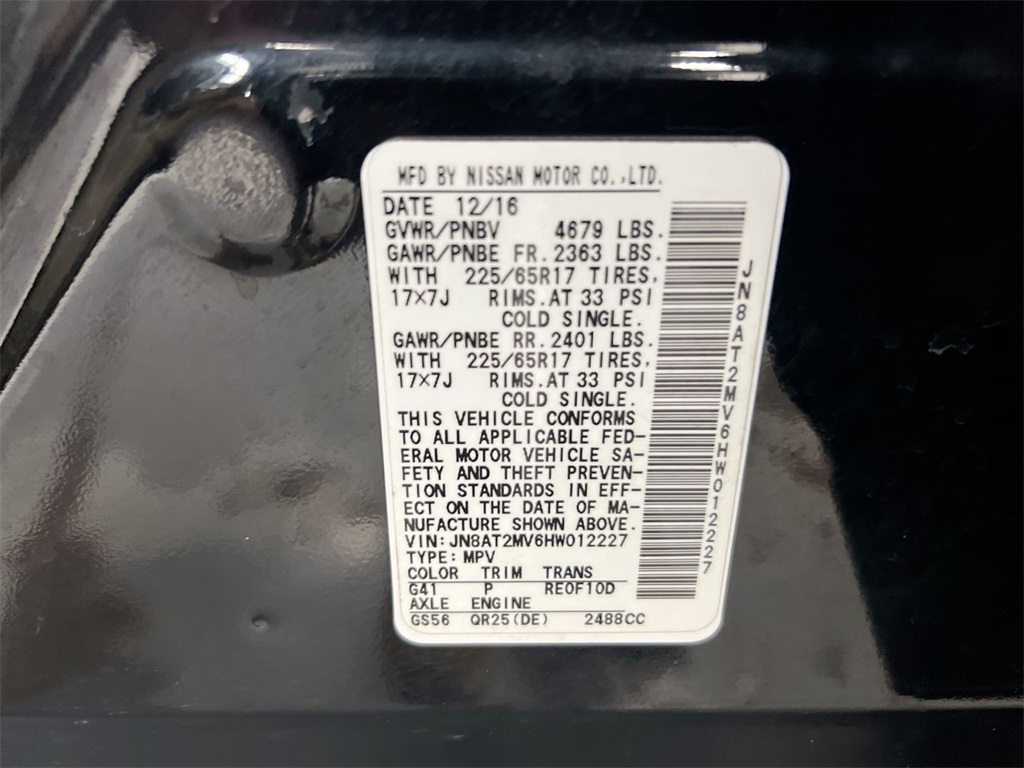 MFD BY NISSAN MOTOR CO.,LTD.
DATE 12/16
GVWR/PNBV 4679 LBS.
GAWR/PNBE FR. 2363 LBS.
WITH 225/65R17 TIRES,
17×7J RIMS. AT 33 PSI
COLD SINGLE.
GAWR/PNBE RR. 2401 LBS.
WITH 225/65R17 TIRES,
17×7J RIMS. AT 33 PSI
COLD SINGLE.
THIS VEHICLE CONFORMS
TO ALL APPLICABLE FED-
ERAL MOTOR VEHICLE SA-
FETY AND THEFT PREVEN-
TION STANDARDS IN EFF-
ECT ON THE DATE OF MA-
NUFACTURE SHOWN ABOVE.
VIN:JN8AT2MV6HW012227
TYPE:MPV
COLOR TRIM TRANS
G41 P RE0F10D
AXLE ENGINE
GS56 QR25(DE) 2488CC
JN8AT2MV6HW012227